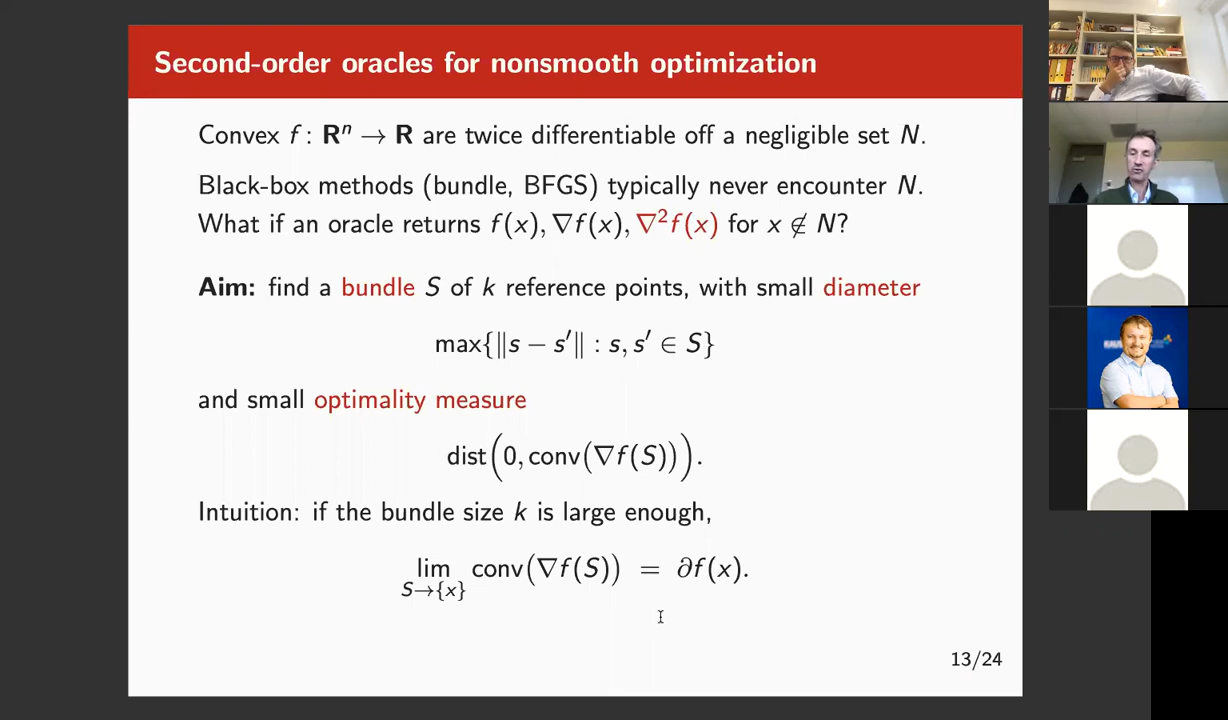 Second-order oracles for nonsmooth optimization
Convex f : Rⁿ → R are twice differentiable off a negligible set N.
Black-box methods (bundle, BFGS) typically never encounter N.
What if an oracle returns f(x), ∇f(x), ∇²f(x) for x ∉ N?
Aim: find a bundle S of k reference points, with small diameter
max{‖s − s′‖ : s, s′ ∈ S}
and small optimality measure
dist(0, conv(∇f(S))).
Intuition: if the bundle size k is large enough,
lim conv(∇f(S)) = ∂f(x).
S→{x}
13/24